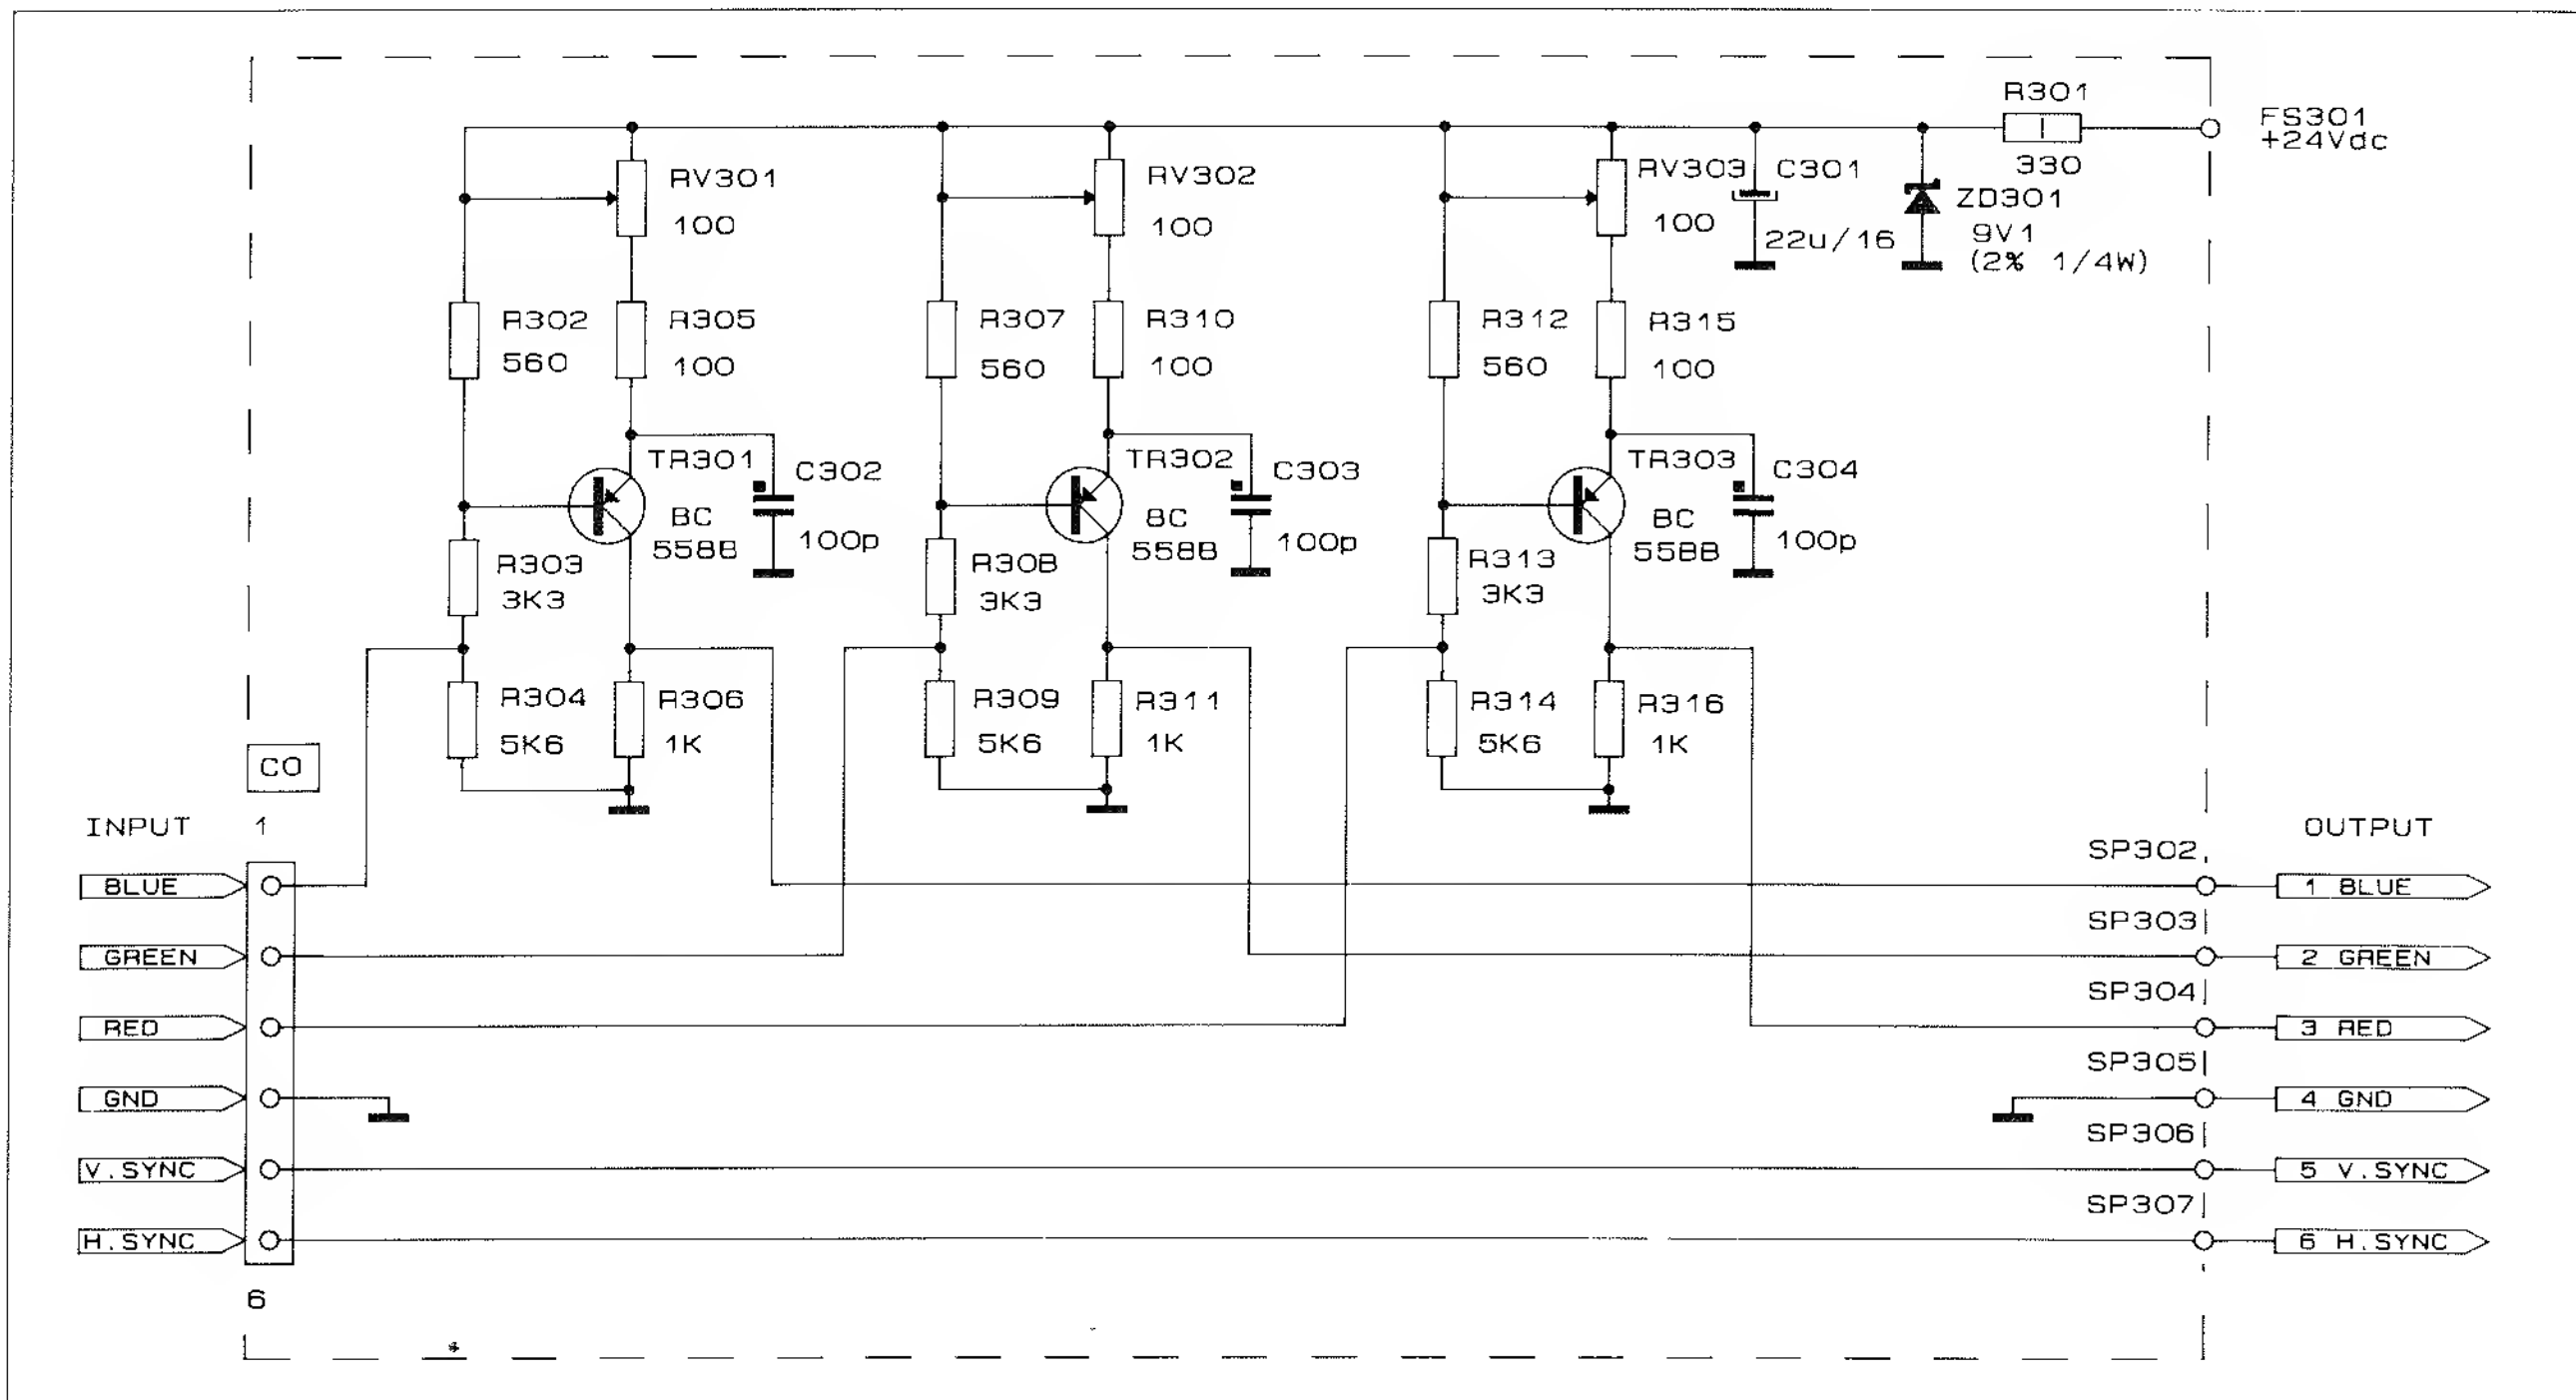 R301
330
FS301
+24Vdc
RV301
100
RV302
100
RV303
100
C301
22u/16
ZD301
9V1
(2% 1/4W)
R302
560
R305
100
R307
560
R310
100
R312
560
R315
100
TR301
BC
558B
C302
100p
TR302
BC
558B
C303
100p
TR303
BC
558B
C304
100p
R303
3K3
R308
3K3
R313
3K3
R304
5K6
R306
1K
R309
5K6
R311
1K
R314
5K6
R316
1K
CO
INPUT
1
BLUE
GREEN
RED
GND
V.SYNC
H.SYNC
6
OUTPUT
SP302
1 BLUE
SP303
2 GREEN
SP304
3 RED
SP305
4 GND
SP306
5 V.SYNC
SP307
6 H.SYNC